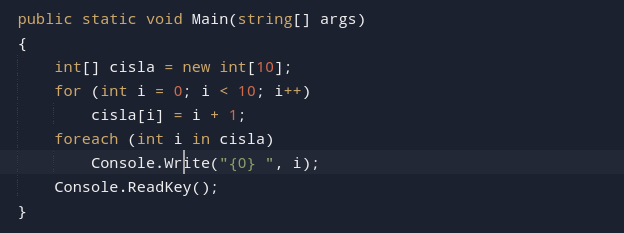 public static void Main(string[] args)
{
    int[] cisla = new int[10];
    for (int i = 0; i < 10; i++)
        cisla[i] = i + 1;
    foreach (int i in cisla)
        Console.Write("{0} ", i);
    Console.ReadKey();
}